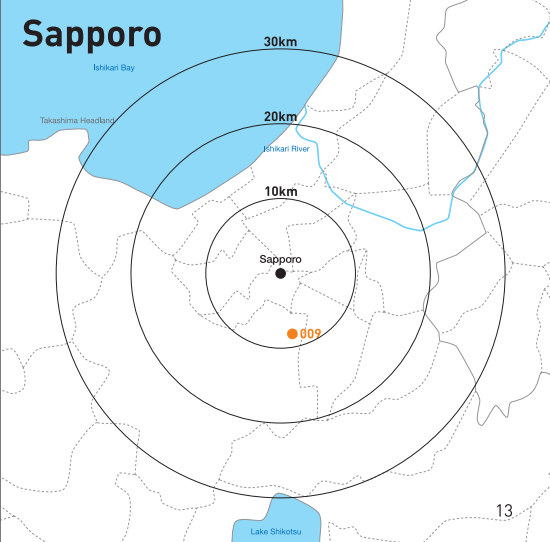 Sapporo
Ishikari Bay
30km
Takashima Headland
20km
Ishikari River
10km
Sapporo
009
13
Lake Shikotsu